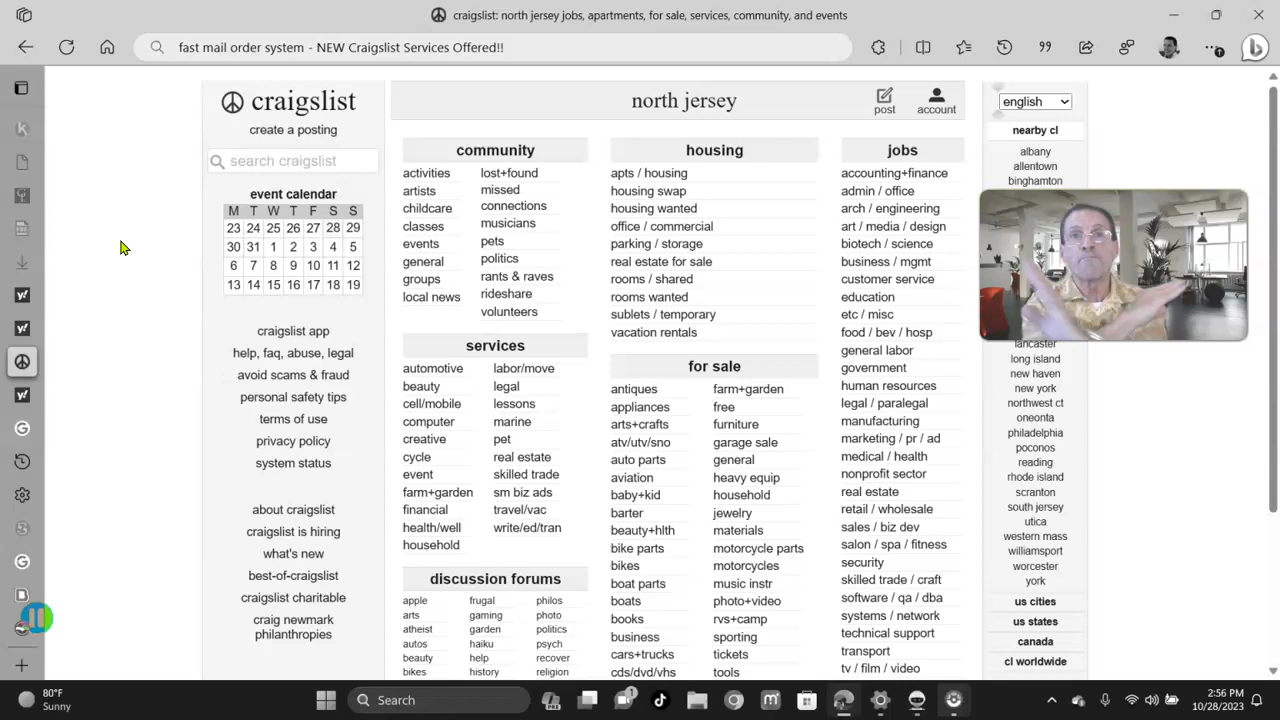 craigslist: north jersey jobs, apartments, for sale, services, community, and events
fast mail order system - NEW Craigslist Services Offered!!
craigslist
create a posting
search craigslist
event calendar
M T W T F S S
23 24 25 26 27 28 29
30 31 1 2 3 4 5
6 7 8 9 10 11 12
13 14 15 16 17 18 19
craigslist app
help, faq, abuse, legal
avoid scams & fraud
personal safety tips
terms of use
privacy policy
system status
about craigslist
craigslist is hiring
what's new
best-of-craigslist
craigslist charitable
craig newmark
philanthropies
north jersey
post
account
community
activities
artists
childcare
classes
events
general
groups
local news
lost+found
missed
connections
musicians
pets
politics
rants & raves
rideshare
volunteers
services
automotive
beauty
cell/mobile
computer
creative
cycle
event
farm+garden
financial
health/well
household
labor/move
legal
lessons
marine
pet
real estate
skilled trade
sm biz ads
travel/vac
write/ed/tran
discussion forums
apple
arts
atheist
autos
beauty
bikes
frugal
gaming
garden
haiku
help
history
philos
photo
politics
psych
recover
religion
housing
apts / housing
housing swap
housing wanted
office / commercial
parking / storage
real estate for sale
rooms / shared
rooms wanted
sublets / temporary
vacation rentals
for sale
antiques
appliances
arts+crafts
atv/utv/sno
auto parts
aviation
baby+kid
barter
beauty+hlth
bike parts
bikes
boat parts
boats
books
business
cars+trucks
cds/dvd/vhs
farm+garden
free
furniture
garage sale
general
heavy equip
household
jewelry
materials
motorcycle parts
motorcycles
music instr
photo+video
rvs+camp
sporting
tickets
tools
jobs
accounting+finance
admin / office
arch / engineering
art / media / design
biotech / science
business / mgmt
customer service
education
etc / misc
food / bev / hosp
general labor
government
human resources
legal / paralegal
manufacturing
marketing / pr / ad
medical / health
nonprofit sector
real estate
retail / wholesale
sales / biz dev
salon / spa / fitness
security
skilled trade / craft
software / qa / dba
systems / network
technical support
transport
tv / film / video
english
nearby cl
albany
allentown
binghamton
lancaster
long island
new haven
new york
northwest ct
oneonta
philadelphia
poconos
reading
rhode island
scranton
south jersey
utica
western mass
williamsport
worcester
york
us cities
us states
canada
cl worldwide
80°F
Sunny
Search
1
2:56 PM
10/28/2023